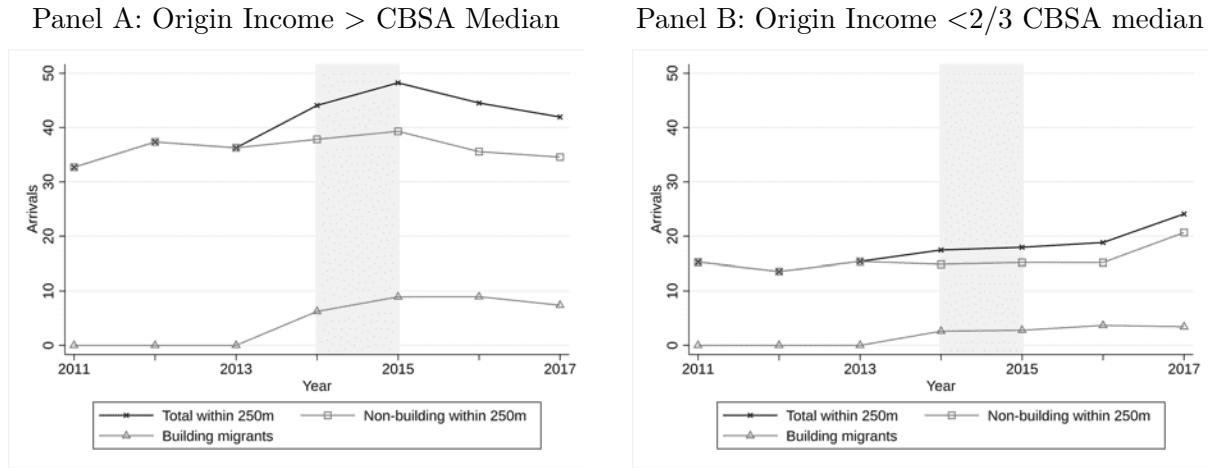 Panel A: Origin Income > CBSA Median
50
40
30
20
10
0
Arrivals
2011
2013
2015
2017
Year
Total within 250m
Non-building within 250m
Building migrants
Panel B: Origin Income <2/3 CBSA median
50
40
30
20
10
0
Arrivals
2011
2013
2015
2017
Year
Total within 250m
Non-building within 250m
Building migrants